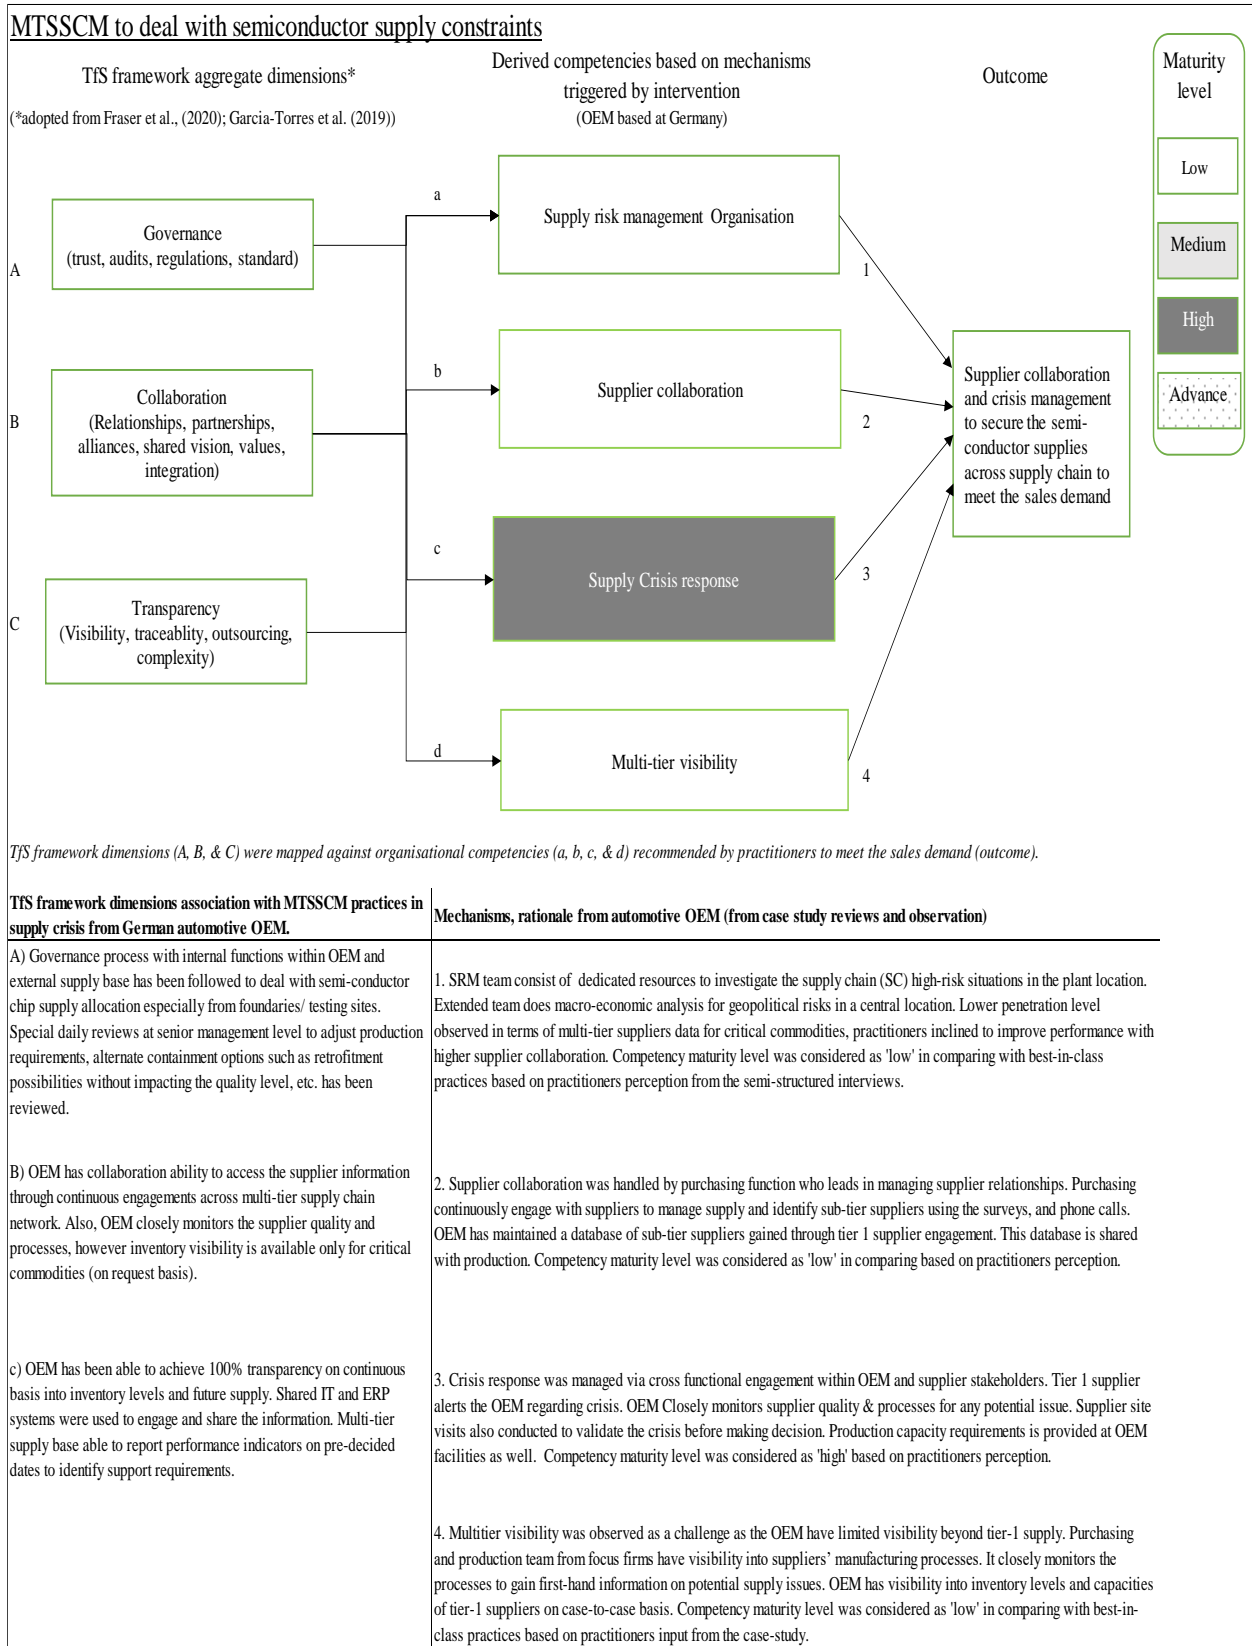 MTSSCM to deal with semiconductor supply constraints
TfS framework aggregate dimensions*
(*adopted from Fraser et al., (2020); Garcia-Torres et al. (2019))
Derived competencies based on mechanisms
triggered by intervention
(OEM based at Germany)
Outcome
Maturity
level
Low
Medium
High
Advance
A
Governance
(trust, audits, regulations, standard)
B
Collaboration
(Relationships, partnerships,
alliances, shared vision, values,
integration)
C
Transparency
(Visibility, traceablity, outsourcing,
complexity)
a
Supply risk management Organisation
1
b
Supplier collaboration
2
c
Supply Crisis response
3
d
Multi-tier visibility
4
Supplier collaboration
and crisis management
to secure the semi-
conductor supplies
across supply chain to
meet the sales demand
TfS framework dimensions (A, B, & C) were mapped against organisational competencies (a, b, c, & d) recommended by practitioners to meet the sales demand (outcome).
TfS framework dimensions association with MTSSCM practices in
supply crisis from German automotive OEM.
A) Governance process with internal functions within OEM and
external supply base has been followed to deal with semi-conductor
chip supply allocation especially from foundaries/ testing sites.
Special daily reviews at senior management level to adjust production
requirements, alternate containment options such as retrofitment
possibilities without impacting the quality level, etc. has been
reviewed.
B) OEM has collaboration ability to access the supplier information
through continuous engagements across multi-tier supply chain
network. Also, OEM closely monitors the supplier quality and
processes, however inventory visibility is available only for critical
commodities (on request basis).
c) OEM has been able to achieve 100% transparency on continuous
basis into inventory levels and future supply. Shared IT and ERP
systems were used to engage and share the information. Multi-tier
supply base able to report performance indicators on pre-decided
dates to identify support requirements.
Mechanisms, rationale from automotive OEM (from case study reviews and observation)
1. SRM team consist of  dedicated resources to investigate the supply chain (SC) high-risk situations in the plant location.
Extended team does macro-economic analysis for geopolitical risks in a central location. Lower penetration level
observed in terms of multi-tier suppliers data for critical commodities, practitioners inclined to improve performance with
higher supplier collaboration. Competency maturity level was considered as 'low' in comparing with best-in-class
practices based on practitioners perception from the semi-structured interviews.
2. Supplier collaboration was handled by purchasing function who leads in managing supplier relationships. Purchasing
continuously engage with suppliers to manage supply and identify sub-tier suppliers using the surveys, and phone calls.
OEM has maintained a database of sub-tier suppliers gained through tier 1 supplier engagement. This database is shared
with production. Competency maturity level was considered as 'low' in comparing based on practitioners perception.
3. Crisis response was managed via cross functional engagement within OEM and supplier stakeholders. Tier 1 supplier
alerts the OEM regarding crisis. OEM Closely monitors supplier quality & processes for any potential issue. Supplier site
visits also conducted to validate the crisis before making decision. Production capacity requirements is provided at OEM
facilities as well.  Competency maturity level was considered as 'high' based on practitioners perception.
4. Multitier visibility was observed as a challenge as the OEM have limited visibility beyond tier-1 supply. Purchasing
and production team from focus firms have visibility into suppliers’ manufacturing processes. It closely monitors the
processes to gain first-hand information on potential supply issues. OEM has visibility into inventory levels and capacities
of tier-1 suppliers on case-to-case basis. Competency maturity level was considered as 'low' in comparing with best-in-
class practices based on practitioners input from the case-study.